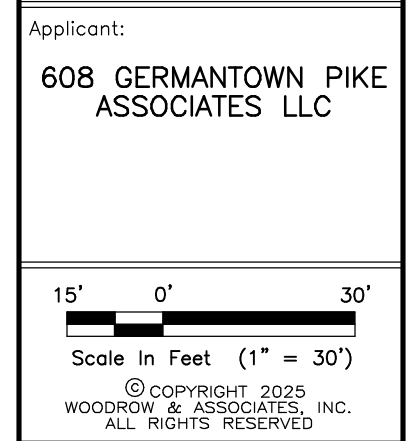 Applicant:
608 GERMANTOWN PIKE
ASSOCIATES LLC
15' 0' 30'
Scale In Feet (1" = 30')
© COPYRIGHT 2025
WOODROW & ASSOCIATES, INC.
ALL RIGHTS RESERVED